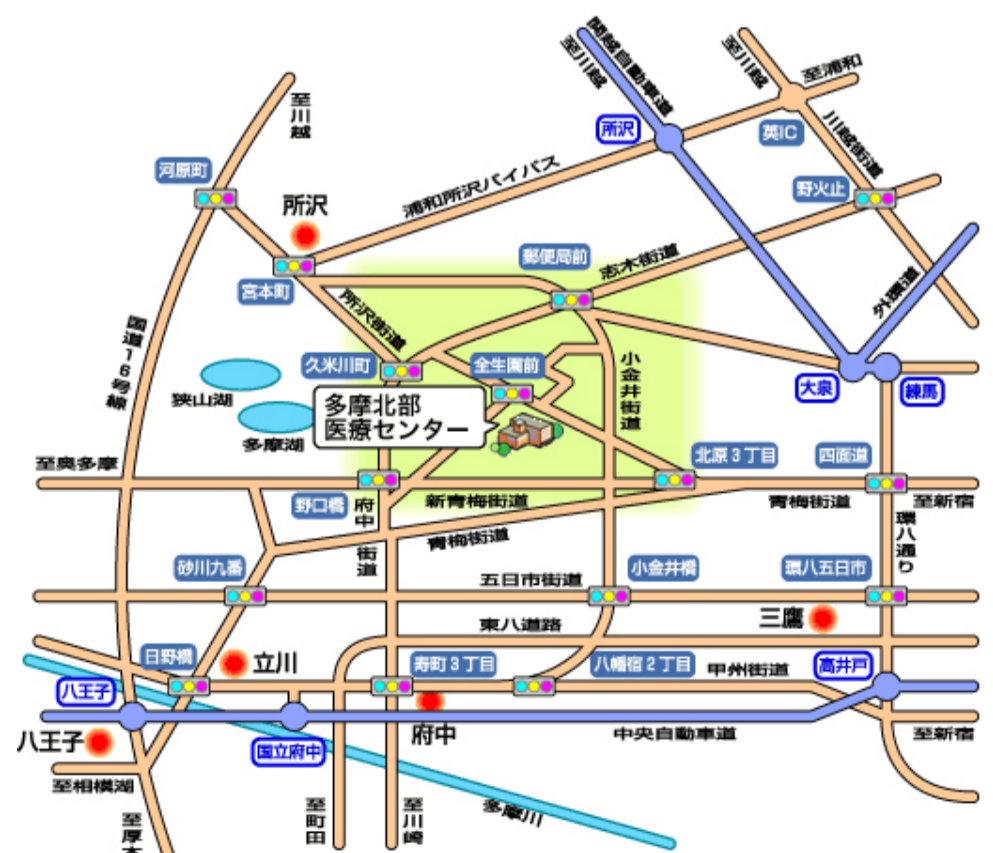 関越自動車道
至川越
至川越
至浦和
至川越
所沢
英IC
川越街道
河原町
浦和所沢バイパス
野火止
所沢
郵便局前
志木街道
外環道
宮本町
所沢街道
国道16号線
久米川町
全生園前
小金井街道
大泉
練馬
狭山湖
多摩湖
多摩北部
医療センター
至奥多摩
北原3丁目
四面道
野口橋
府中街道
新青梅街道
青梅街道
至新宿
青梅街道
環八通り
砂川九番
五日市街道
小金井橋
環八五日市
東八道路
三鷹
日野橋
立川
寿町3丁目
八幡宿2丁目
甲州街道
高井戸
八王子
八王子
国立府中
府中
中央自動車道
至新宿
至相模湖
至厚木
至町田
至川崎
多摩川